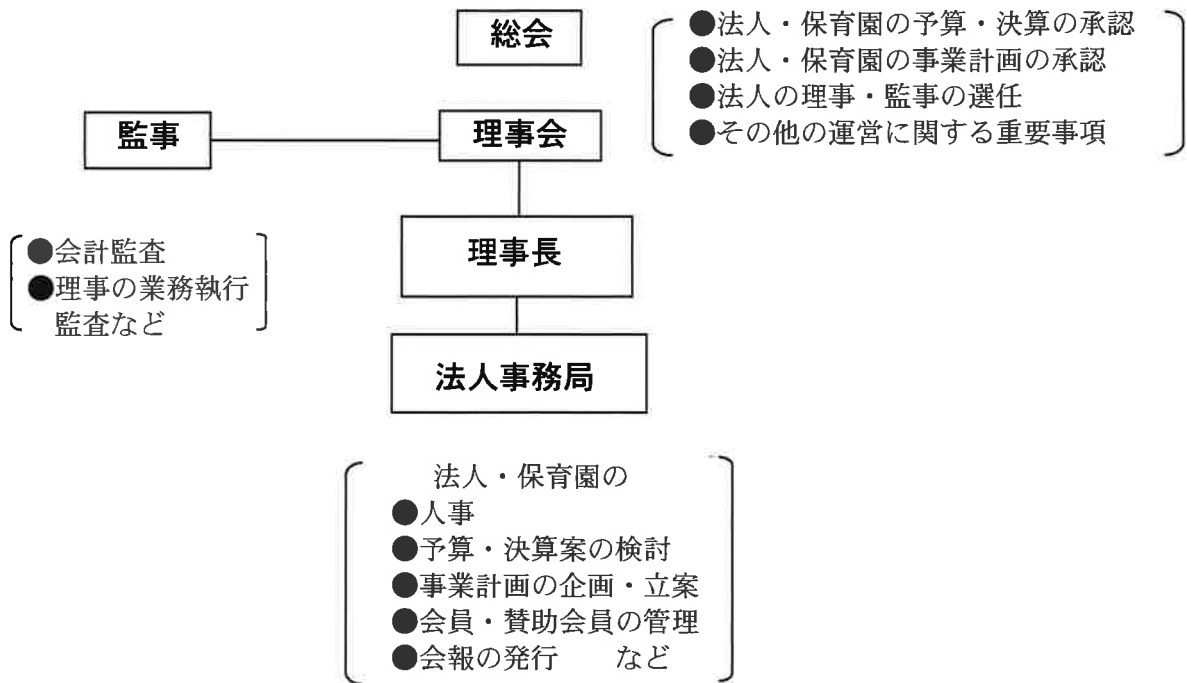 総会
●法人・保育園の予算・決算の承認
●法人・保育園の事業計画の承認
●法人の理事・監事の選任
●その他の運営に関する重要事項
監事
理事会
●会計監査
●理事の業務執行
監査など
理事長
法人事務局
法人・保育園の
●人事
●予算・決算案の検討
●事業計画の企画・立案
●会員・賛助会員の管理
●会報の発行　　など